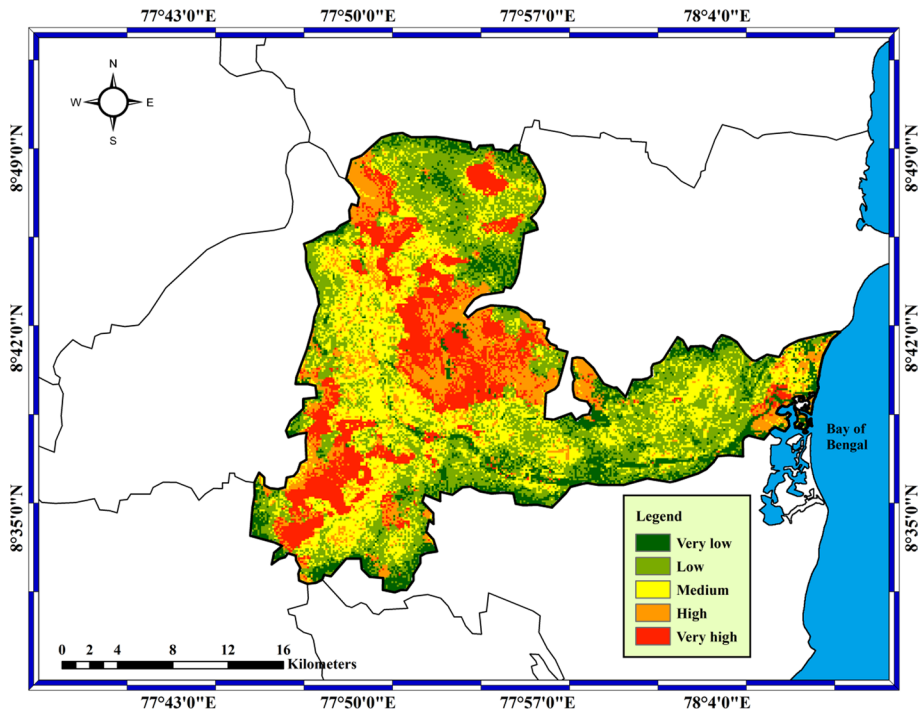 77°43'0"E 77°50'0"E 77°57'0"E 78°4'0"E
N
W E
S
8°49'0"N 8°49'0"N
8°42'0"N 8°42'0"N
Bay of
Bengal
8°35'0"N 8°35'0"N
Legend
Very low
Low
Medium
High
Very high
0 2 4 8 12 16
Kilometers
77°43'0"E 77°50'0"E 77°57'0"E 78°4'0"E